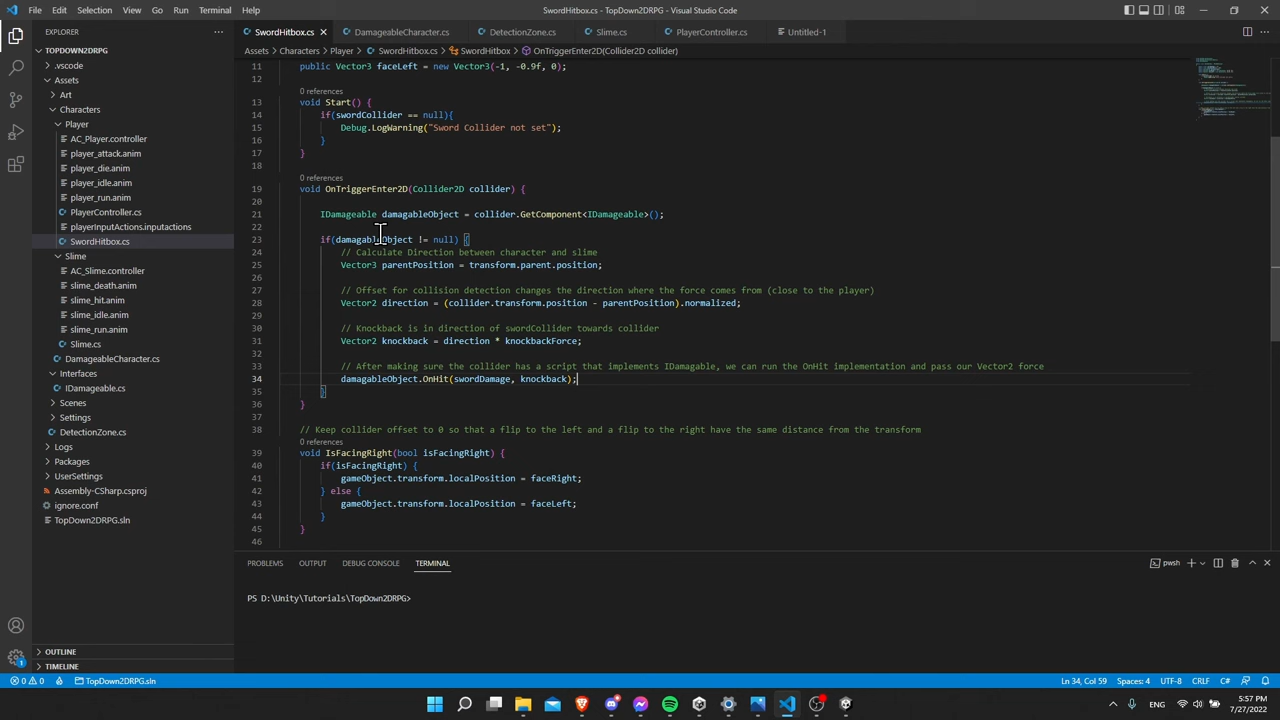 File Edit Selection View Go Run Terminal Help
SwordHitbox.cs - TopDown2DRPG - Visual Studio Code
EXPLORER
TOPDOWN2DRPG
.vscode
Assets
Art
Characters
Player
AC_Player.controller
player_attack.anim
player_die.anim
player_idle.anim
player_run.anim
PlayerController.cs
playerInputActions.inputactions
SwordHitbox.cs
Slime
AC_Slime.controller
slime_death.anim
slime_hit.anim
slime_idle.anim
slime_run.anim
Slime.cs
DamageableCharacter.cs
Interfaces
IDamageable.cs
Scenes
Settings
DetectionZone.cs
Logs
Packages
UserSettings
Assembly-CSharp.csproj
ignore.conf
TopDown2DRPG.sln
OUTLINE
TIMELINE
SwordHitbox.cs DamageableCharacter.cs DetectionZone.cs Slime.cs PlayerController.cs Untitled-1
Assets > Characters > Player > SwordHitbox.cs > SwordHitbox > OnTriggerEnter2D(Collider2D collider)
11 public Vector3 faceLeft = new Vector3(-1, -0.9f, 0);
12
0 references
13 void Start() {
14 if(swordCollider == null){
15 Debug.LogWarning("Sword Collider not set");
16 }
17 }
18
0 references
19 void OnTriggerEnter2D(Collider2D collider) {
20
21 IDamageable damagableObject = collider.GetComponent<IDamageable>();
22
23 if(damagableObject != null) {
24 // Calculate Direction between character and slime
25 Vector3 parentPosition = transform.parent.position;
26
27 // Offset for collision detection changes the direction where the force comes from (close to the player)
28 Vector2 direction = (collider.transform.position - parentPosition).normalized;
29
30 // Knockback is in direction of swordCollider towards collider
31 Vector2 knockback = direction * knockbackForce;
32
33 // After making sure the collider has a script that implements IDamagable, we can run the OnHit implementation and pass our Vector2 force
34 damagableObject.OnHit(swordDamage, knockback);
35 }
36 }
37
38 // Keep collider offset to 0 so that a flip to the left and a flip to the right have the same distance from the transform
0 references
39 void IsFacingRight(bool isFacingRight) {
40 if(isFacingRight) {
41 gameObject.transform.localPosition = faceRight;
42 } else {
43 gameObject.transform.localPosition = faceLeft;
44 }
45 }
46
PROBLEMS OUTPUT DEBUG CONSOLE TERMINAL
pwsh
PS D:\Unity\Tutorials\TopDown2DRPG>
0 0 TopDown2DRPG.sln
Ln 34, Col 59 Spaces: 4 UTF-8 CRLF C#
1
ENG
5:57 PM
7/27/2022